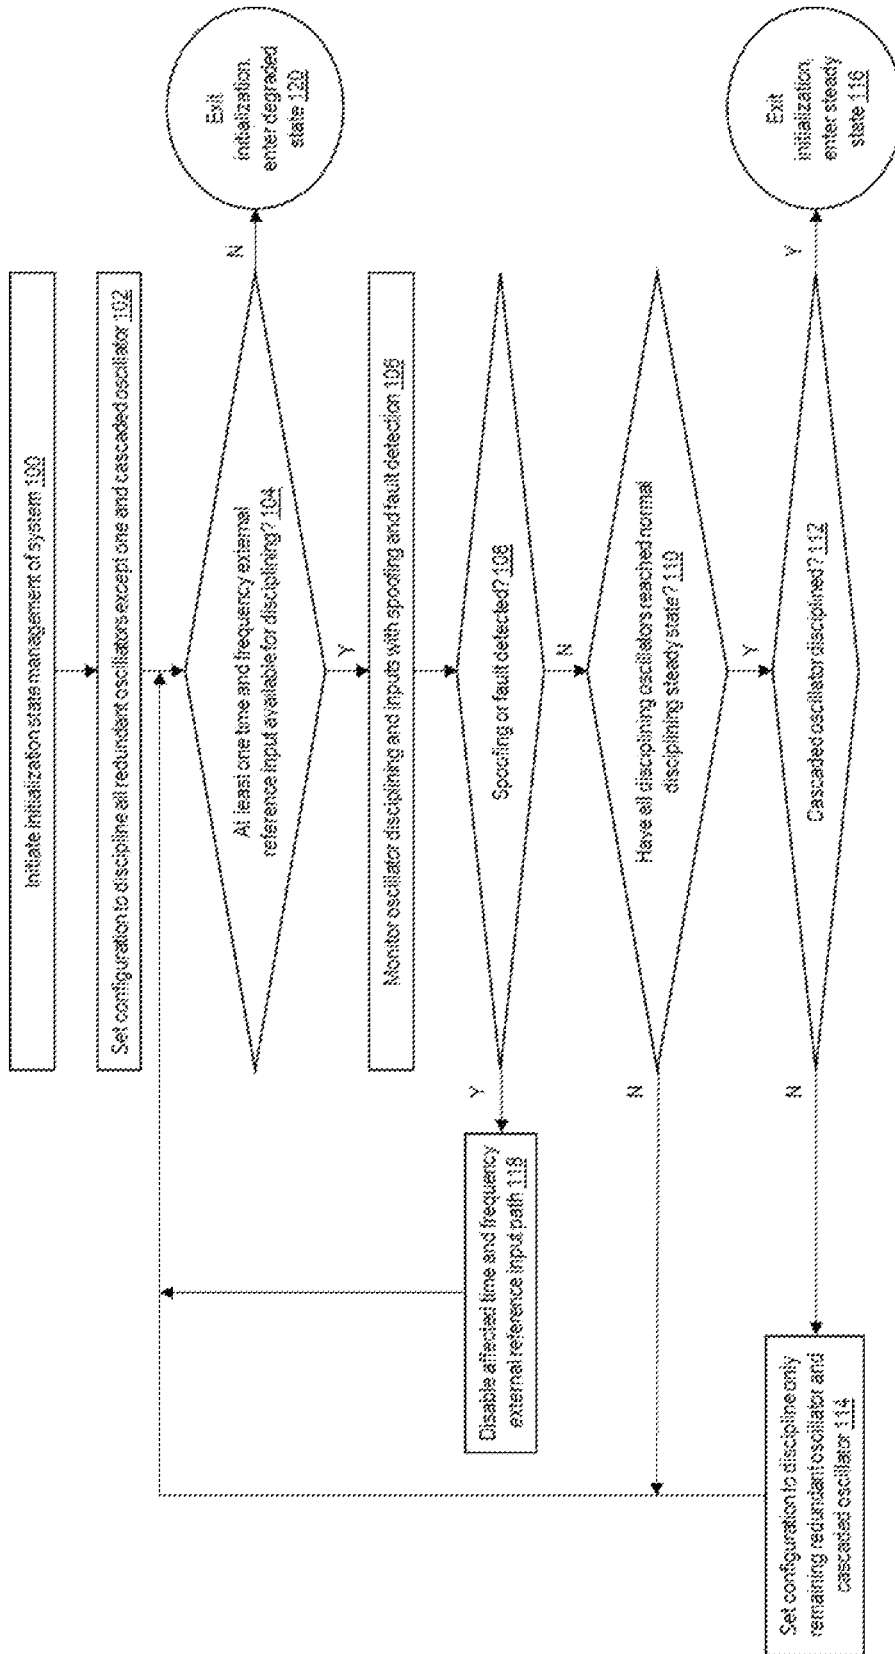 Initiate initialization state management of system 100
Set configuration to discipline all redundant oscillators except one and cascaded oscillator 102
At least one time and frequency external
reference input available for disciplining? 104
N
Exit
initialization,
enter degraded
state 120
Y
Monitor oscillator disciplining and inputs with spoofing and fault detection 106
Spoofing or fault detected? 108
Y
Disable affected time and frequency
external reference input path 118
N
Have all disciplining oscillators reached normal
disciplining steady state? 110
N
Y
Cascaded oscillator disciplined? 112
Y
Exit
initialization,
enter steady
state 116
N
Set configuration to discipline only
remaining redundant oscillator and
cascaded oscillator 114